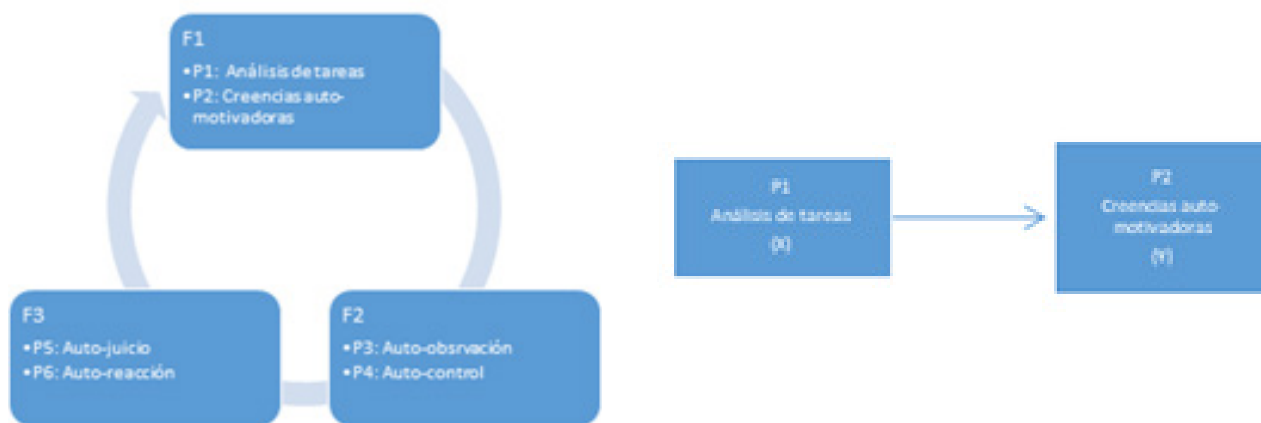 F1
• P1: Análisis de tareas
• P2: Creencias auto-
motivadoras
F3
• P5: Auto-juicio
• P6: Auto-reacción
F2
• P3: Auto-obsrvación
• P4: Auto-control
P1
Análisis de tareas
(X)
P2
Creencias auto-
motivadoras
(Y)